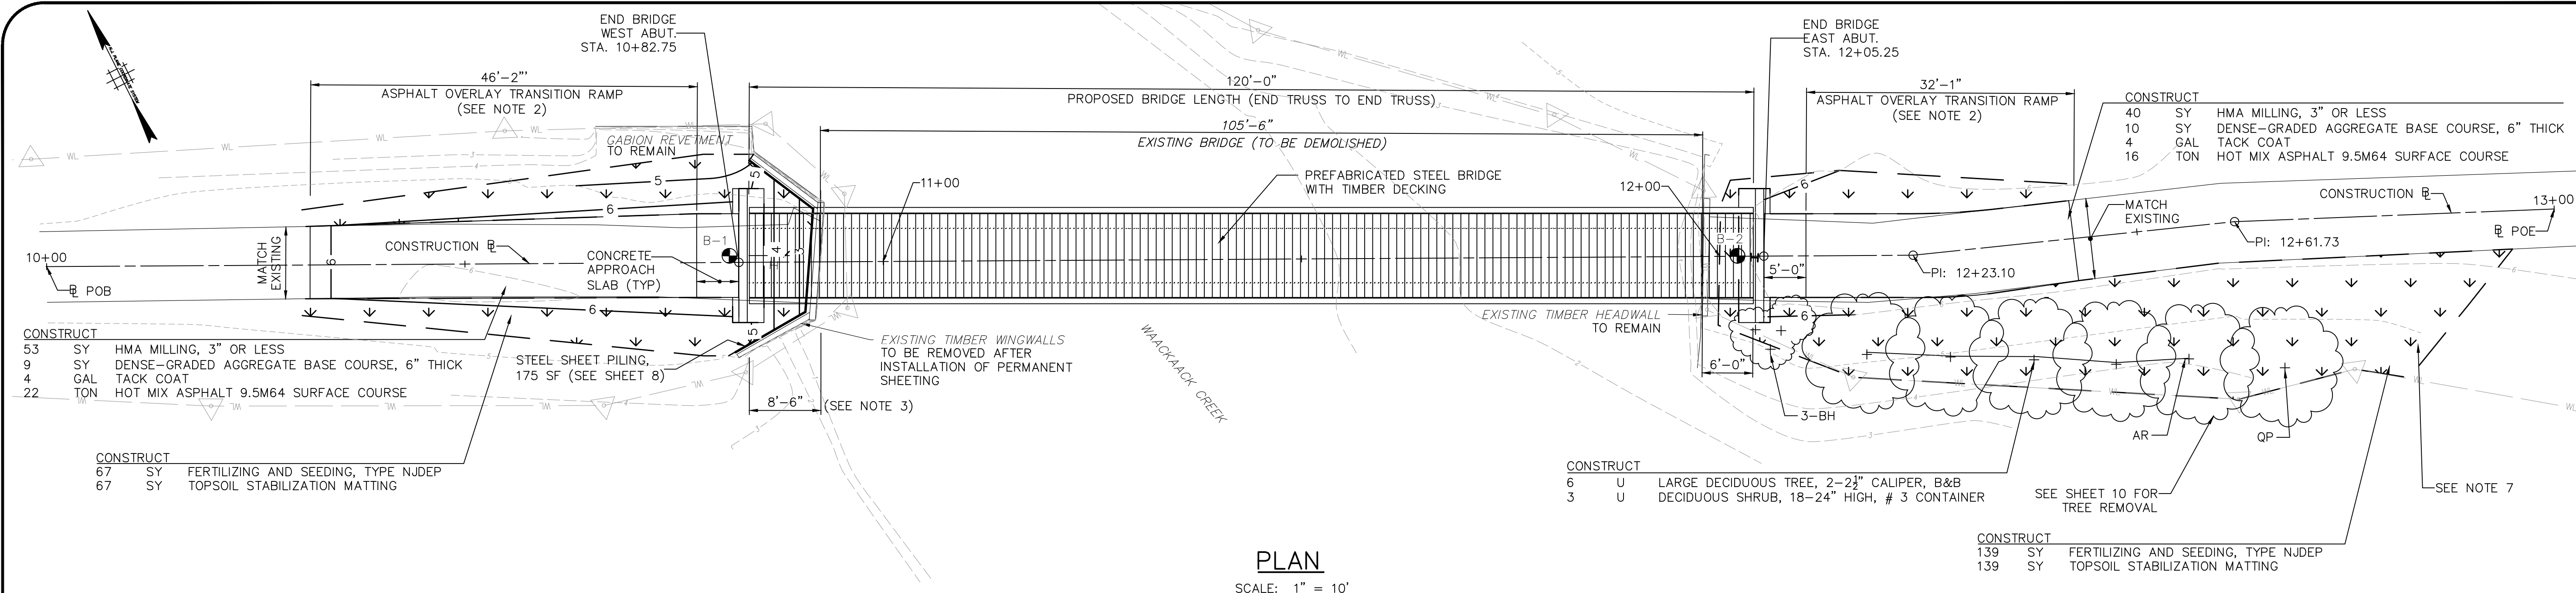 END BRIDGE
WEST ABUT.
STA. 10+82.75
END BRIDGE
EAST ABUT.
STA. 12+05.25
46'-2"'
ASPHALT OVERLAY TRANSITION RAMP
(SEE NOTE 2)
120'-0"
PROPOSED BRIDGE LENGTH (END TRUSS TO END TRUSS)
32'-1"
ASPHALT OVERLAY TRANSITION RAMP
(SEE NOTE 2)
CONSTRUCT
40 SY HMA MILLING, 3" OR LESS
10 SY DENSE-GRADED AGGREGATE BASE COURSE, 6" THICK
4 GAL TACK COAT
16 TON HOT MIX ASPHALT 9.5M64 SURFACE COURSE
105'-6"
EXISTING BRIDGE (TO BE DEMOLISHED)
GABION REVETMENT
TO REMAIN
11+00
PREFABRICATED STEEL BRIDGE
WITH TIMBER DECKING
12+00
CONSTRUCTION BL
13+00
MATCH
EXISTING
BL POE
PI: 12+61.73
PI: 12+23.10
5'-0"
B-1
B-2
10+00
BL POB
MATCH
EXISTING
CONSTRUCTION BL
CONCRETE
APPROACH
SLAB (TYP)
CONSTRUCT
53 SY HMA MILLING, 3" OR LESS
9 SY DENSE-GRADED AGGREGATE BASE COURSE, 6" THICK
4 GAL TACK COAT
22 TON HOT MIX ASPHALT 9.5M64 SURFACE COURSE
STEEL SHEET PILING,
175 SF (SEE SHEET 8)
EXISTING TIMBER WINGWALLS
TO BE REMOVED AFTER
INSTALLATION OF PERMANENT
SHEETING
8'-6" (SEE NOTE 3)
WAACKAACK CREEK
EXISTING TIMBER HEADWALL
TO REMAIN
6'-0"
3-BH
AR
QP
CONSTRUCT
67 SY FERTILIZING AND SEEDING, TYPE NJDEP
67 SY TOPSOIL STABILIZATION MATTING
CONSTRUCT
6 U LARGE DECIDUOUS TREE, 2-2½" CALIPER, B&B
3 U DECIDUOUS SHRUB, 18-24" HIGH, # 3 CONTAINER
SEE SHEET 10 FOR
TREE REMOVAL
SEE NOTE 7
CONSTRUCT
139 SY FERTILIZING AND SEEDING, TYPE NJDEP
139 SY TOPSOIL STABILIZATION MATTING
PLAN
SCALE: 1" = 10'